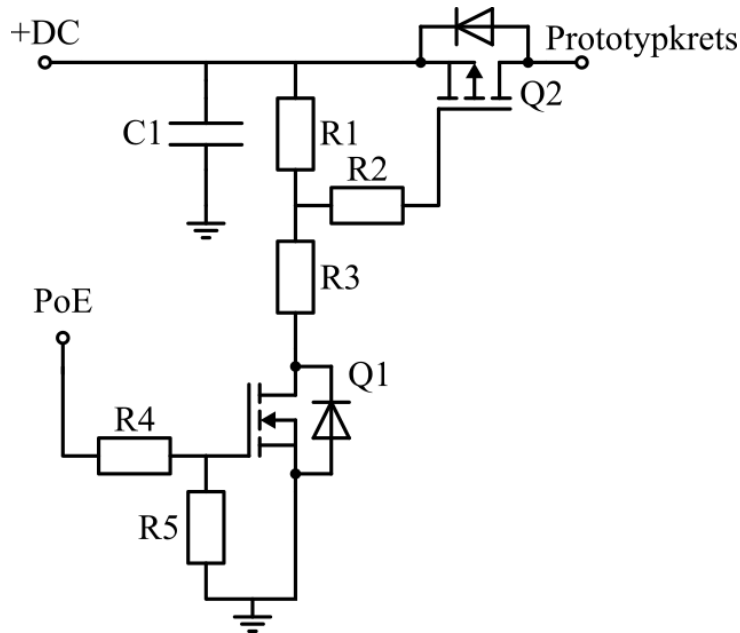 +DC
Prototypkrets
Q2
C1
R1
R2
R3
PoE
Q1
R4
R5